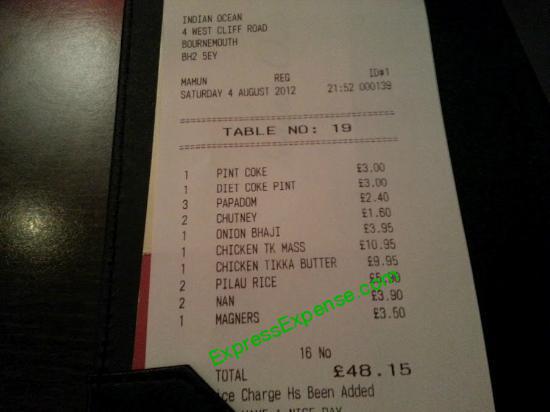 INDIAN OCEAN
4 WEST CLIFF ROAD
BOURNEMOUTH
BH2 5EY
MAMUN REG ID#1
SATURDAY 4 AUGUST 2012 21:52 000139
TABLE NO: 19
1 PINT COKE £3.00
1 DIET COKE PINT £3.00
3 PAPADOM £2.40
2 CHUTNEY £1.60
1 ONION BHAJI £3.95
1 CHICKEN TK MASS £10.95
1 CHICKEN TIKKA BUTTER £9.95
2 PILAU RICE £5.90
2 NAN £3.90
1 MAGNERS £3.50
ExpressExpense.com
16 No
TOTAL £48.15
ice Charge Hs Been Added
A NICE DAY